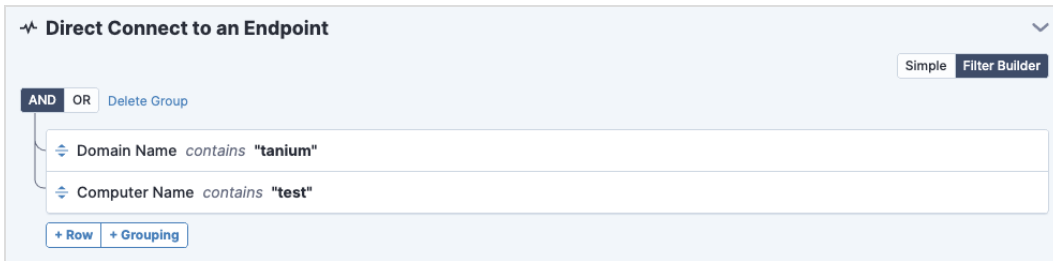 Direct Connect to an Endpoint
Simple Filter Builder
AND OR Delete Group
Domain Name contains "tanium"
Computer Name contains "test"
+ Row + Grouping